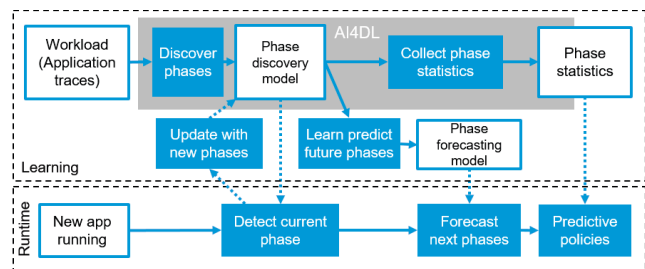 AI4DL
Workload
(Application
traces)
Discover
phases
Phase
discovery
model
Collect phase
statistics
Phase
statistics
Update with
new phases
Learn predict
future phases
Phase
forecasting
model
Learning
Runtime
New app
running
Detect current
phase
Forecast
next phases
Predictive
policies